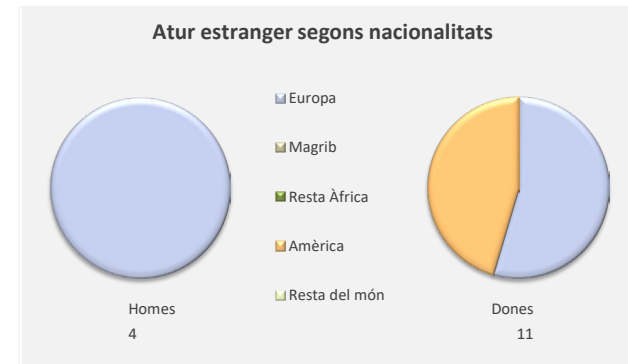 Atur estranger segons nacionalitats
Europa
Magrib
Resta Àfrica
Amèrica
Resta del món
Homes
4
Dones
11